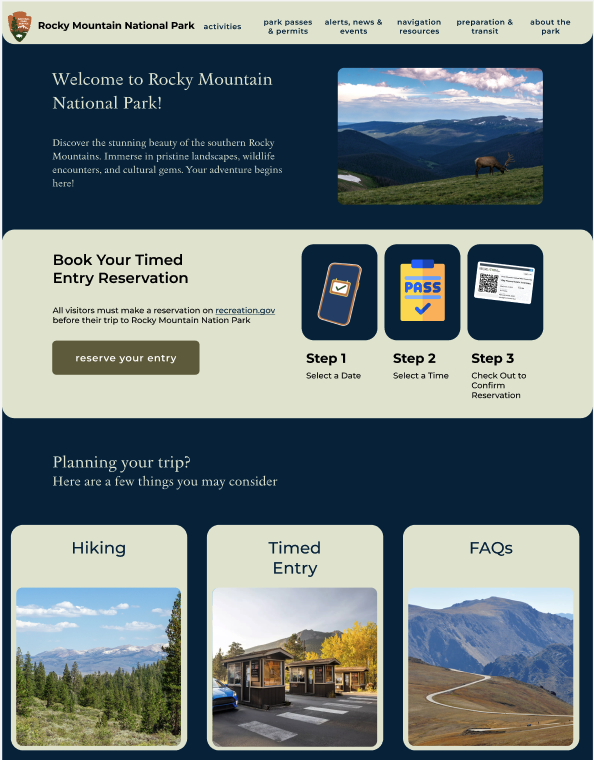 Rocky Mountain National Park
activities
park passes
& permits
alerts, news &
events
navigation
resources
preparation &
transit
about the
park
Welcome to Rocky Mountain
National Park!
Discover the stunning beauty of the southern Rocky
Mountains. Immerse in pristine landscapes, wildlife
encounters, and cultural gems. Your adventure begins
here!
Book Your Timed
Entry Reservation
All visitors must make a reservation on recreation.gov
before their trip to Rocky Mountain Nation Park
reserve your entry
PASS
Step 1
Select a Date
Step 2
Select a Time
Step 3
Check Out to
Confirm
Reservation
Planning your trip?
Here are a few things you may consider
Hiking
Timed
Entry
FAQs